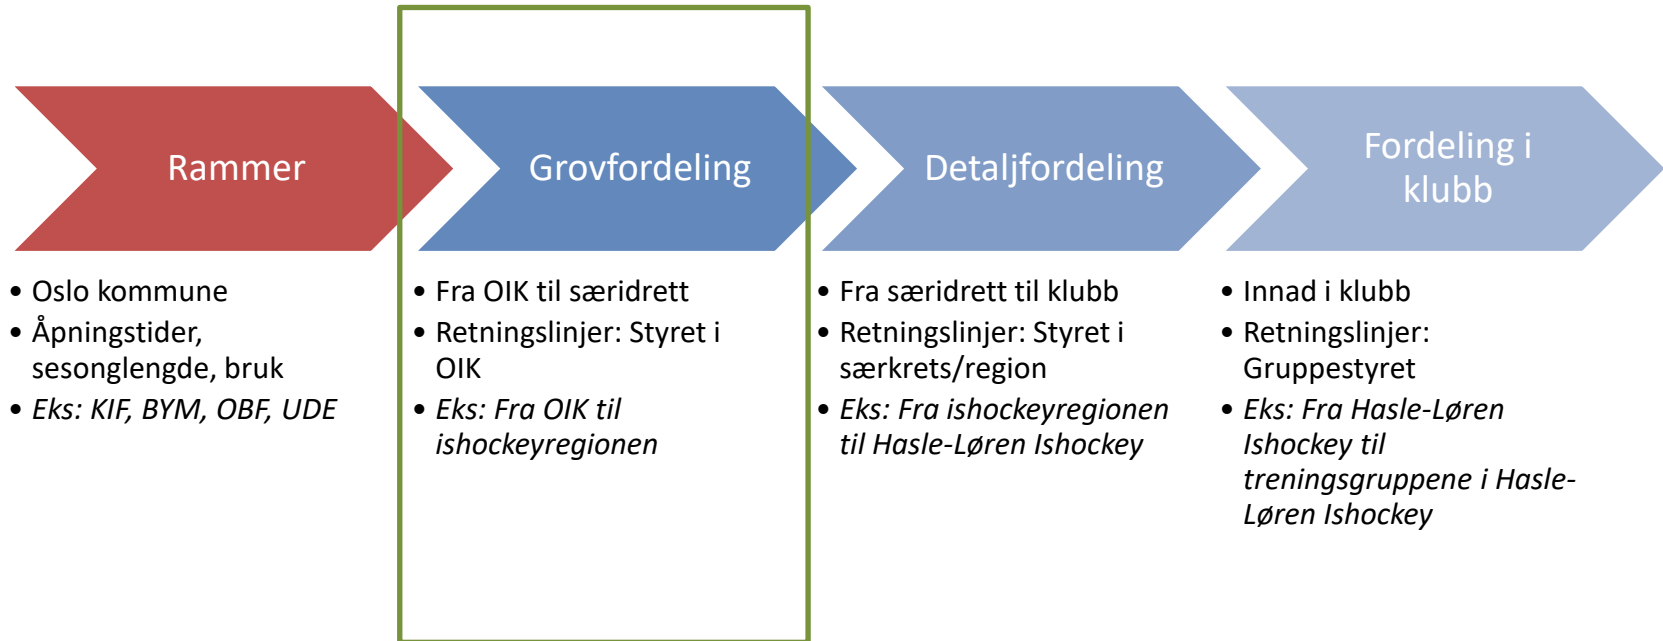 Rammer
Grovfordeling
Detaljfordeling
Fordeling i
klubb
• Oslo kommune
• Åpningstider,
sesonglengde, bruk
• Eks: KIF, BYM, OBF, UDE
• Fra OIK til særidrett
• Retningslinjer: Styret i
OIK
• Eks: Fra OIK til
ishockeyregionen
• Fra særidrett til klubb
• Retningslinjer: Styret i
særkrets/region
• Eks: Fra ishockeyregionen
til Hasle-Løren Ishockey
• Innad i klubb
• Retningslinjer:
Gruppestyret
• Eks: Fra Hasle-Løren
Ishockey til
treningsgruppene i Hasle-
Løren Ishockey